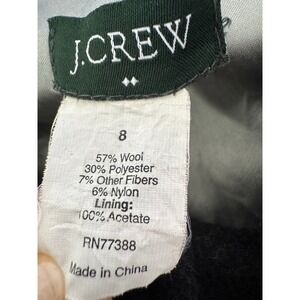 J.CREW
8
57% Wool
30% Polyester
7% Other Fibers
6% Nylon
Lining:
100% Acetate
RN77388
Made in China